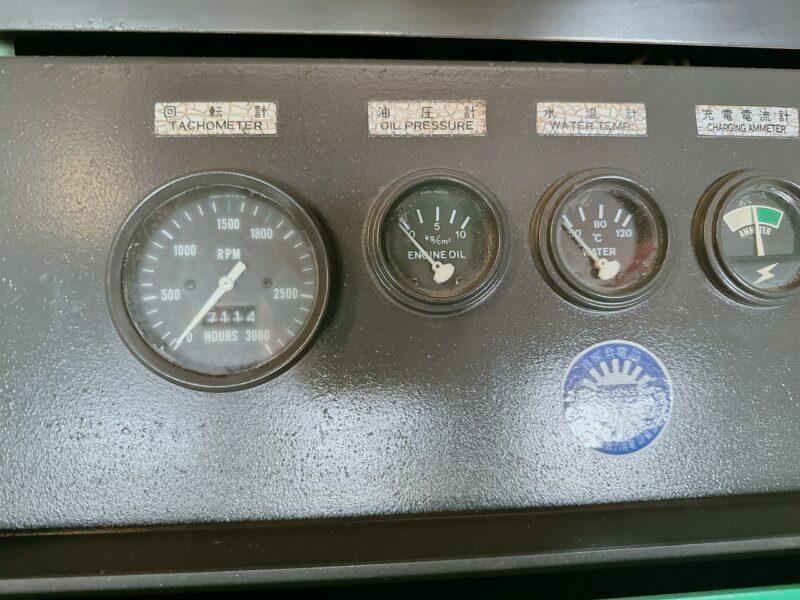 回転計
TACHOMETER
油圧計
OIL PRESSURE
水温計
WATER TEMP
充電電流計
CHARGING AMMETER
1500
1800
1000
RPM
500
2500
7114
0 HOURS 3000
0 5 10
kg/cm²
ENGINE OIL
80
120
°C
WATER
AMMETER